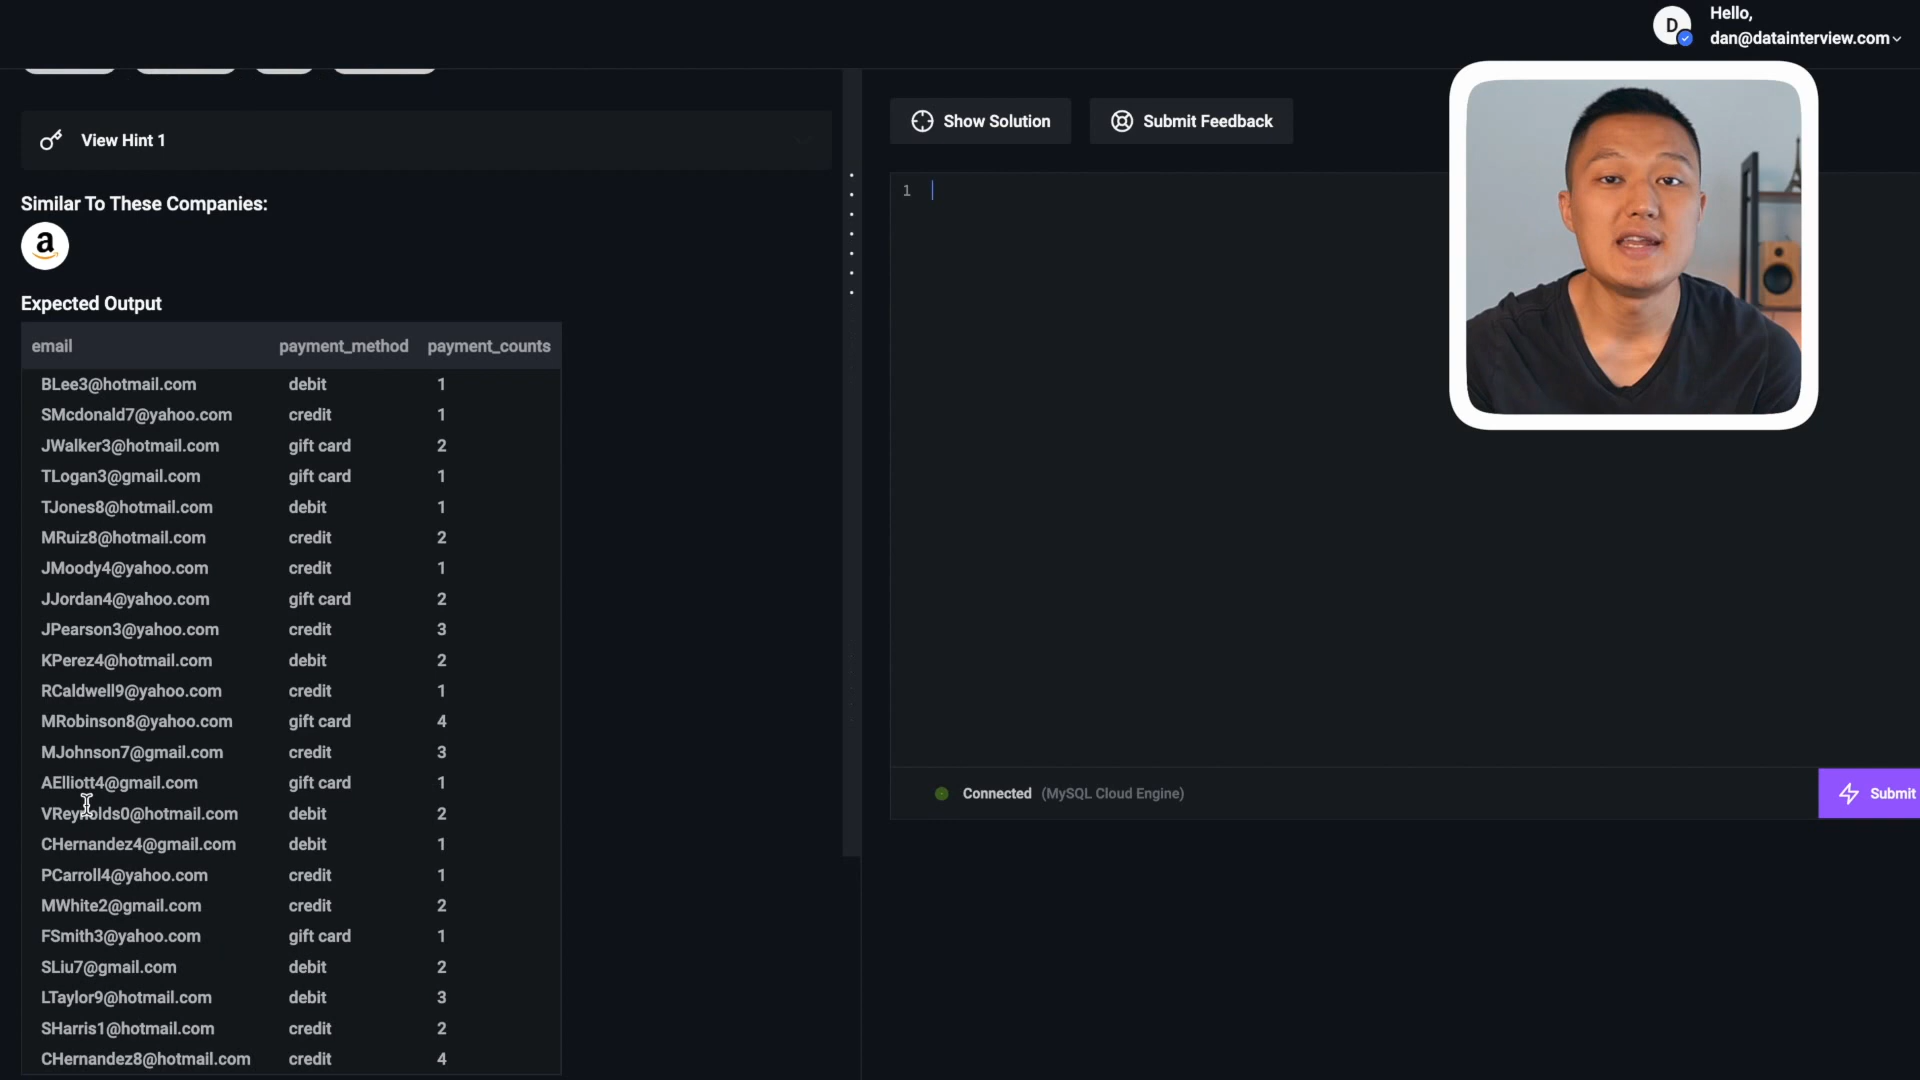 Hello,
D
dan@datainterview.com
View Hint 1
Show Solution
Submit Feedback
Similar To These Companies:
a
1
Expected Output
email payment_method payment_counts
BLee3@hotmail.com debit 1
SMcdonald7@yahoo.com credit 1
JWalker3@hotmail.com gift card 2
TLogan3@gmail.com gift card 1
TJones8@hotmail.com debit 1
MRuiz8@hotmail.com credit 2
JMoody4@yahoo.com credit 1
JJordan4@yahoo.com gift card 2
JPearson3@yahoo.com credit 3
KPerez4@hotmail.com debit 2
RCaldwell9@yahoo.com credit 1
MRobinson8@yahoo.com gift card 4
MJohnson7@gmail.com credit 3
AElliott4@gmail.com gift card 1
VReynolds0@hotmail.com debit 2
CHernandez4@gmail.com debit 1
PCarroll4@yahoo.com credit 1
MWhite2@gmail.com credit 2
FSmith3@yahoo.com gift card 1
SLiu7@gmail.com debit 2
LTaylor9@hotmail.com debit 3
SHarris1@hotmail.com credit 2
CHernandez8@hotmail.com credit 4
Connected (MySQL Cloud Engine)
Submit